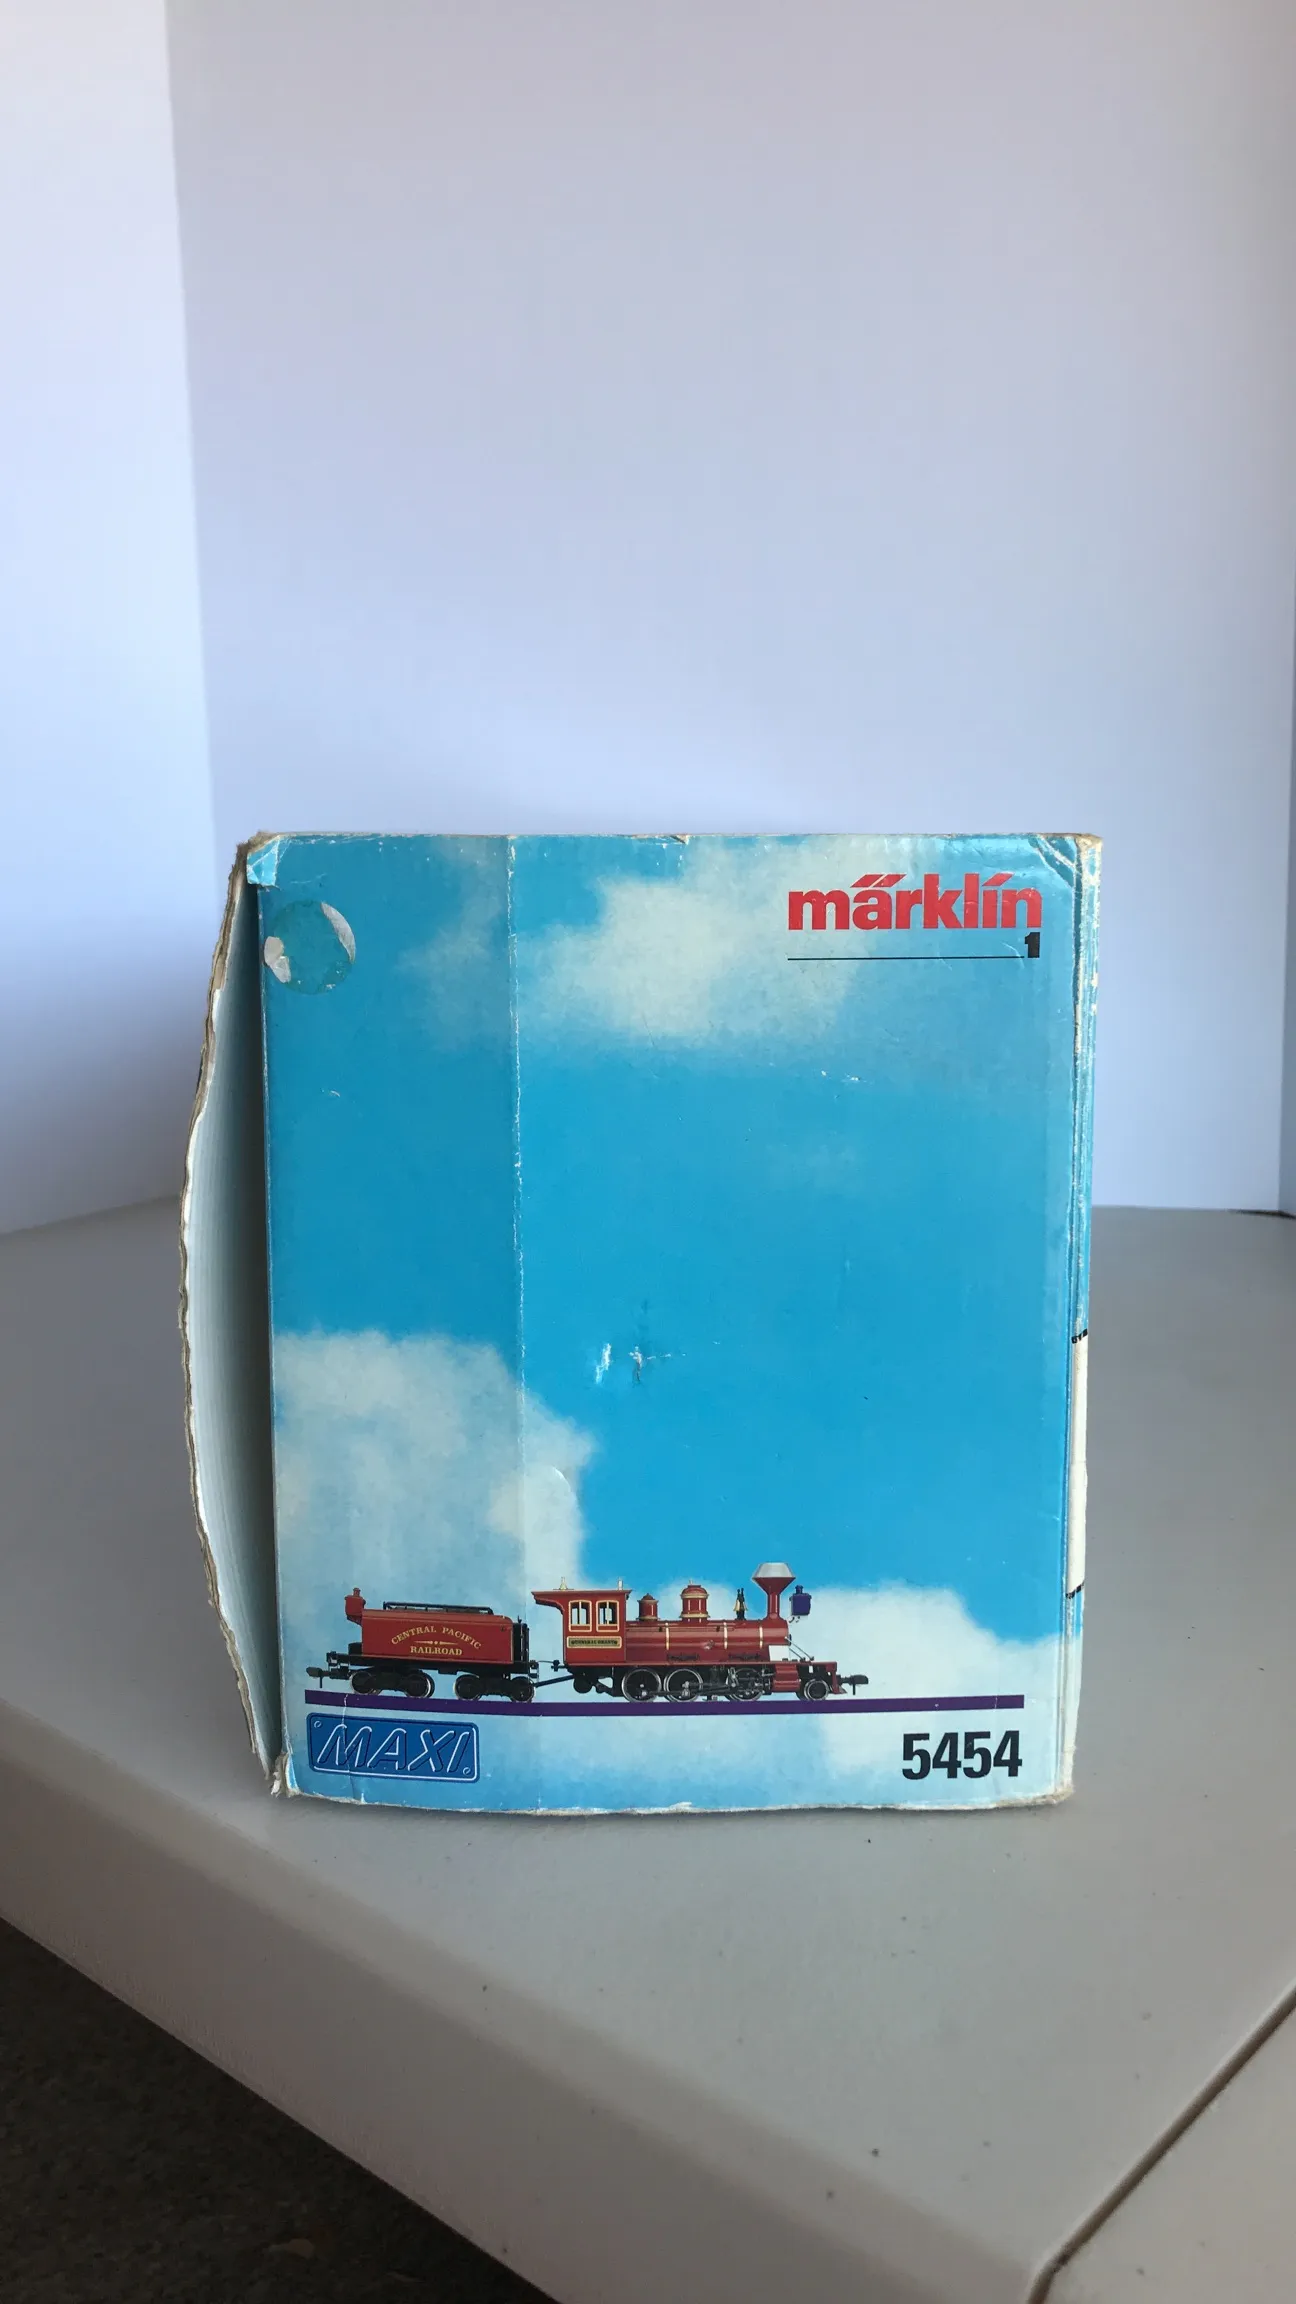 märklin
1
CENTRAL PACIFIC
RAILROAD
MAXI
5454